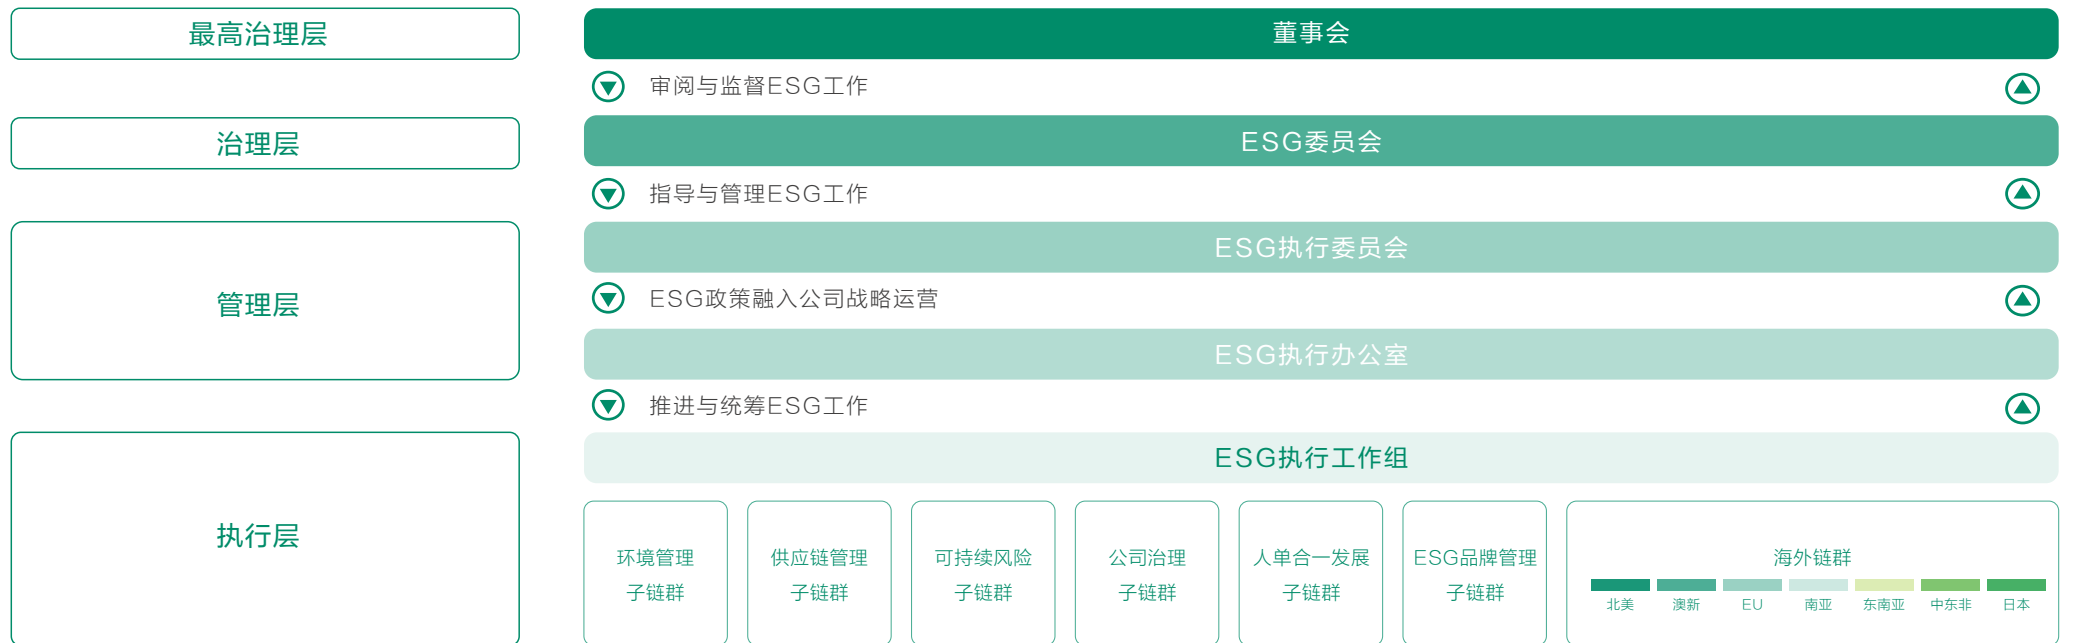 最高治理层
董事会
审阅与监督ESG工作
治理层
ESG委员会
指导与管理ESG工作
管理层
ESG执行委员会
ESG政策融入公司战略运营
ESG执行办公室
推进与统筹ESG工作
执行层
ESG执行工作组
环境管理
子链群
供应链管理
子链群
可持续风险
子链群
公司治理
子链群
人单合一发展
子链群
ESG品牌管理
子链群
海外链群
北美
澳新
EU
南亚
东南亚
中东非
日本